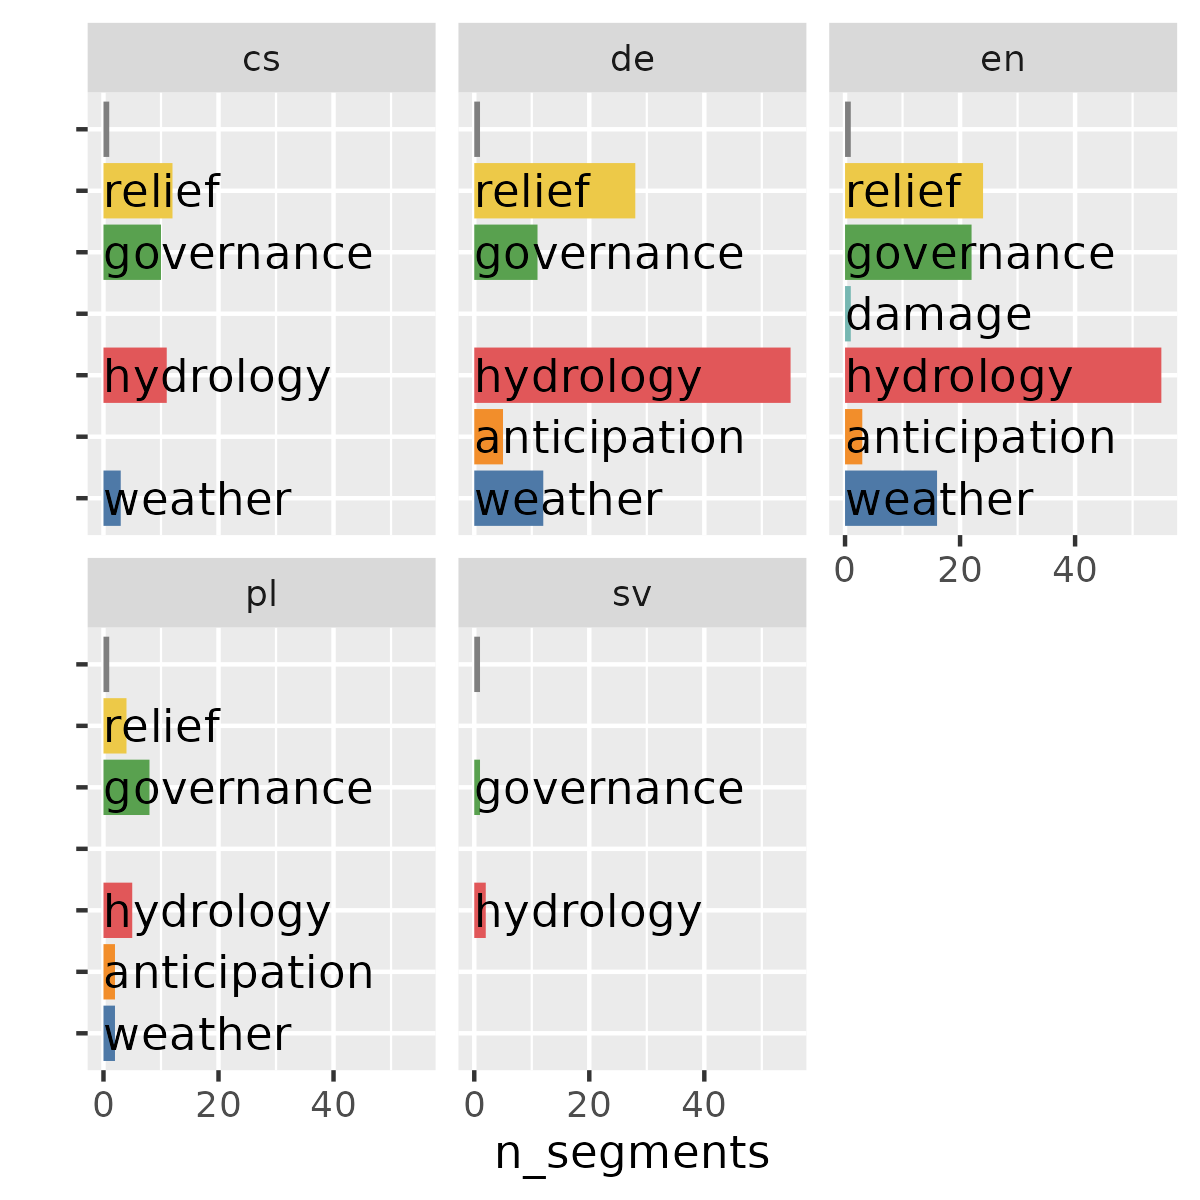 cs
relief
governance
hydrology
weather
de
relief
governance
hydrology
anticipation
weather
en
relief
governance
damage
hydrology
anticipation
weather
0 20 40
pl
relief
governance
hydrology
anticipation
weather
0 20 40
sv
governance
hydrology
0 20 40
n_segments